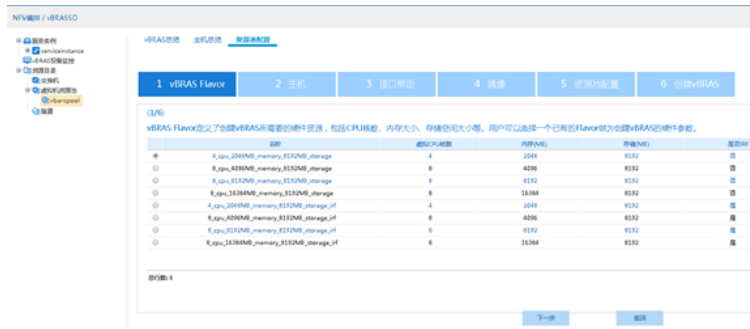 NFV编排 / vBRASSO
服务实例
serviceinstance
vBRAS设备监控
资源目录
交换机
虚拟机资源池
vbarspool
隧道
vBRAS总览 主机总览 资源池配置
1 vBRAS Flavor 2 主机 3 接口绑定 4 镜像 5 资源池配置 6 创建vBRAS
(1/6)
vBRAS Flavor定义了创建vBRAS所需要的硬件资源，包括CPU核数、内存大小、存储空间大小等。用户可以选择一个已有的Flavor做为创建vBRAS的硬件参数。
名称 虚拟CPU核数 内存(MB) 存储(MB) 是否IRF
4_cpu_2048MB_memory_8192MB_storage 4 2048 8192 否
8_cpu_4096MB_memory_8192MB_storage 8 4096 8192 否
8_cpu_8192MB_memory_8192MB_storage 8 8192 8192 否
8_cpu_16384MB_memory_8192MB_storage 8 16384 8192 否
4_cpu_2048MB_memory_8192MB_storage_irf 4 2048 8192 是
8_cpu_4096MB_memory_8192MB_storage_irf 8 4096 8192 是
8_cpu_8192MB_memory_8192MB_storage_irf 8 8192 8192 是
8_cpu_16384MB_memory_8192MB_storage_irf 8 16384 8192 是
总行数: 8
下一步 返回